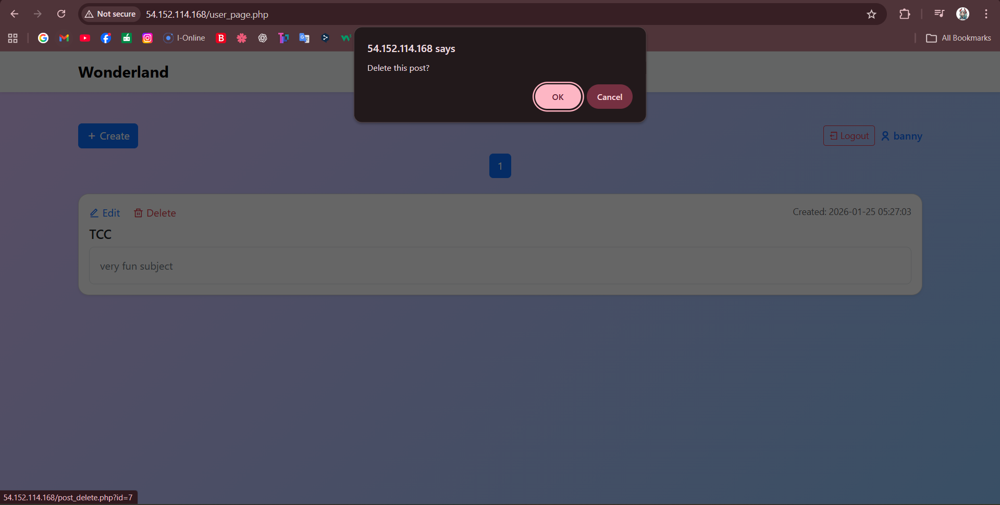 Not secure
54.152.114.168/user_page.php
I-Online
All Bookmarks
54.152.114.168 says
Delete this post?
OK
Cancel
Wonderland
+ Create
Logout
banny
1
Edit
Delete
Created: 2026-01-25 05:27:03
TCC
very fun subject
54.152.114.168/post_delete.php?id=7